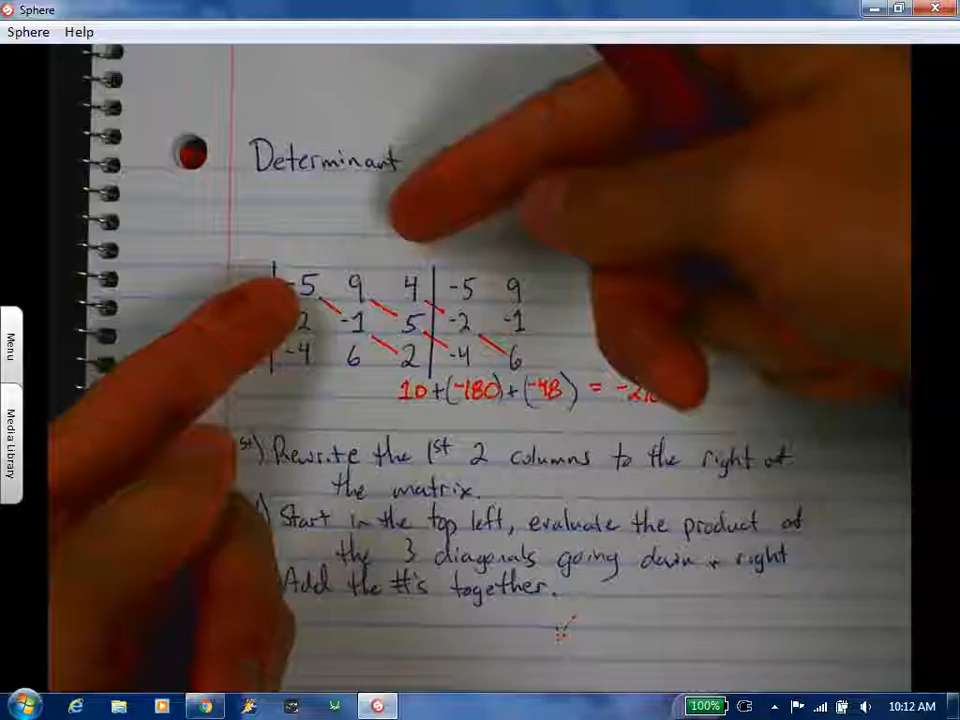 Sphere
Sphere Help
Determinant
-5 9 4 -5 9
2 -1 5 -2 -1
-4 6 2 -4 6
10+(-180)+(-48) = -2
st) Rewrite the 1st 2 columns to the right of
the matrix.
) Start in the top left, evaluate the product of
the 3 diagonals going down + right
Add the #'s together.
Menu
Media Library
100%
10:12 AM